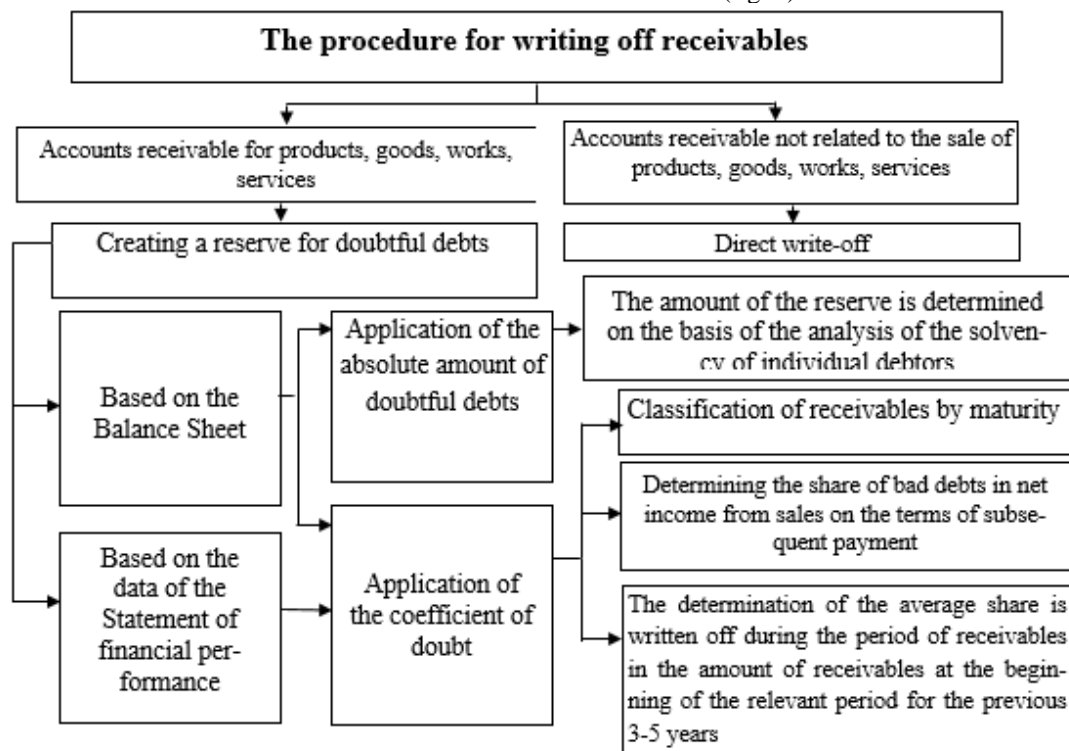 The procedure for writing off receivables
Accounts receivable for products, goods, works,
services
Accounts receivable not related to the sale of
products, goods, works, services
Creating a reserve for doubtful debts
Direct write-off
Based on the
Balance Sheet
Application of the
absolute amount of
doubtful debts
The amount of the reserve is determined
on the basis of the analysis of the solven-
cy of individual debtors
Classification of receivables by maturity
Determining the share of bad debts in net
income from sales on the terms of subse-
quent payment
Based on the
data of the
Statement of
financial per-
formance
Application of
the coefficient of
doubt
The determination of the average share is
written off during the period of receivables
in the amount of receivables at the begin-
ning of the relevant period for the previous
3-5 years